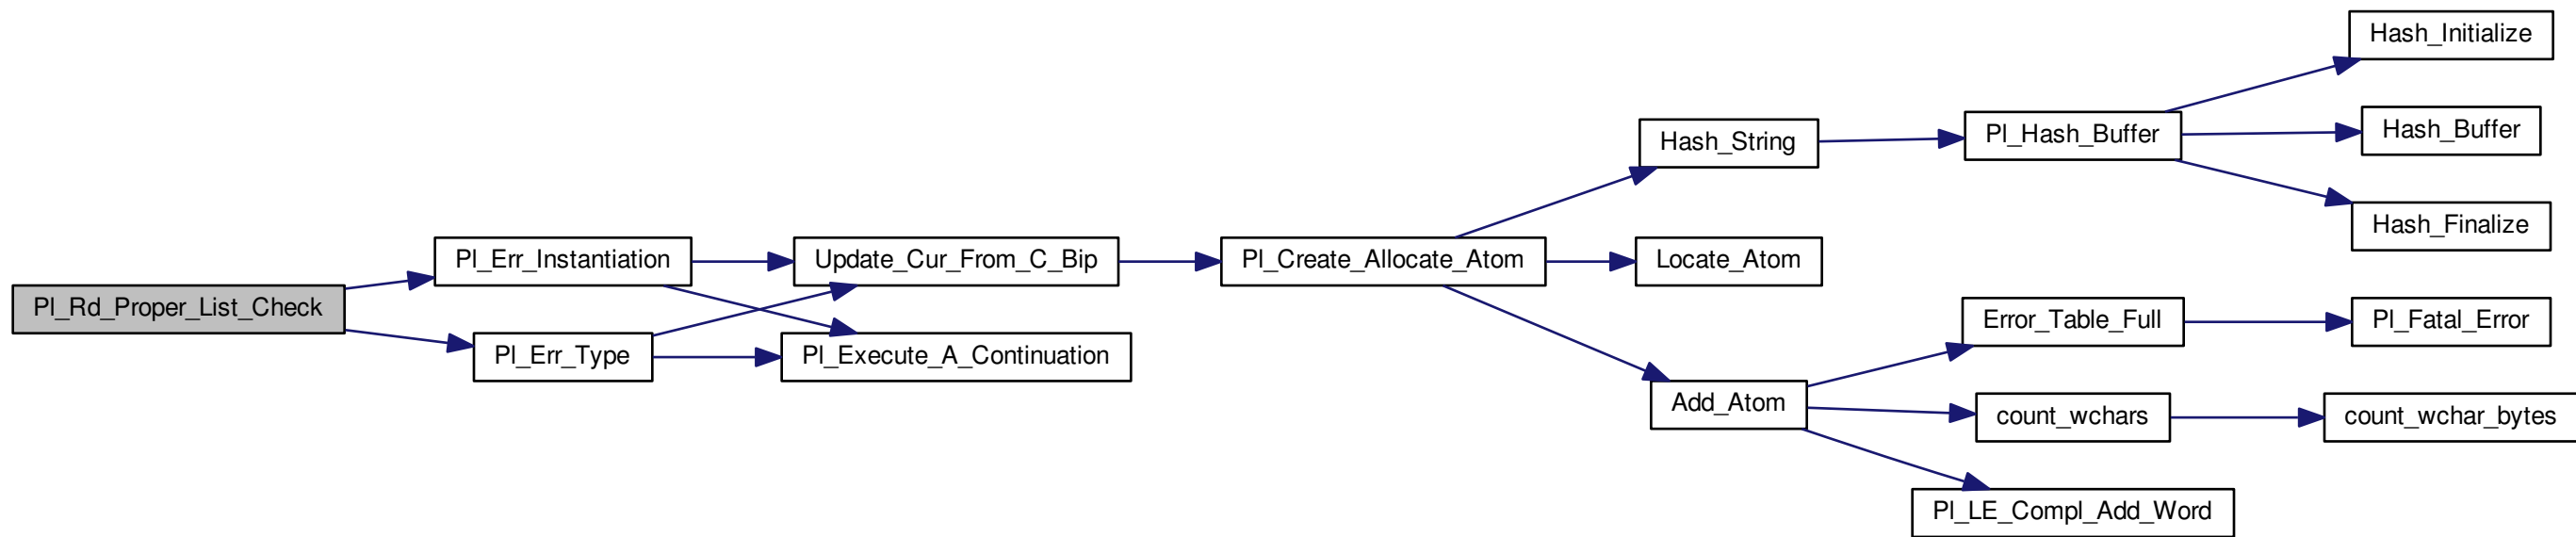 Hash_Initialize
Hash_Buffer
Hash_String
Pl_Hash_Buffer
Hash_Finalize
Pl_Err_Instantiation
Update_Cur_From_C_Bip
Pl_Create_Allocate_Atom
Locate_Atom
Pl_Rd_Proper_List_Check
Pl_Err_Type
Pl_Execute_A_Continuation
Error_Table_Full
Pl_Fatal_Error
Add_Atom
count_wchars
count_wchar_bytes
Pl_LE_Compl_Add_Word